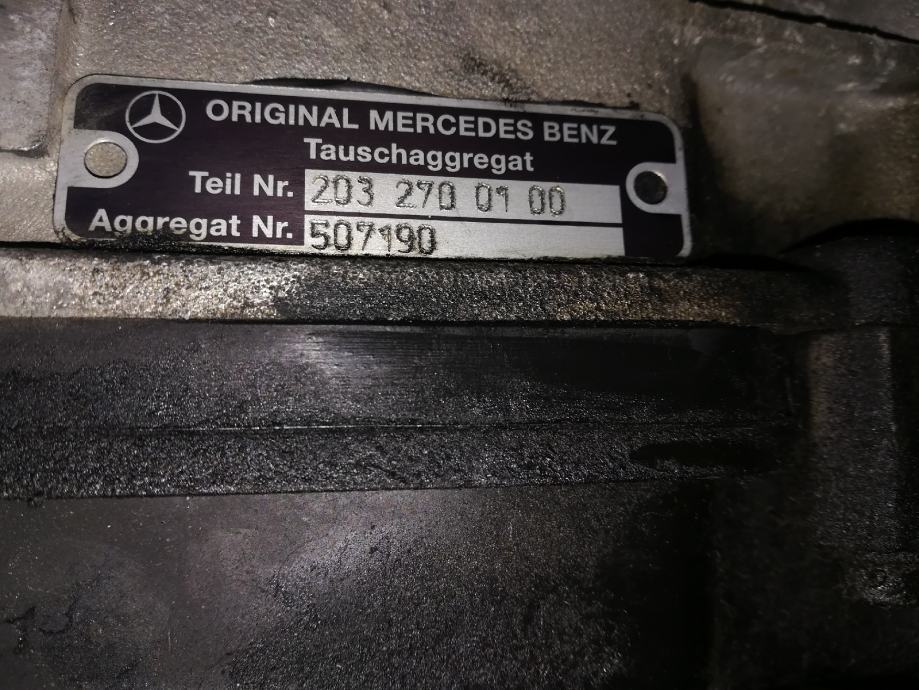 ORIGINAL MERCEDES BENZ
Tauschaggregat
Teil Nr. 203 270 01 00
Aggregat Nr. 507190